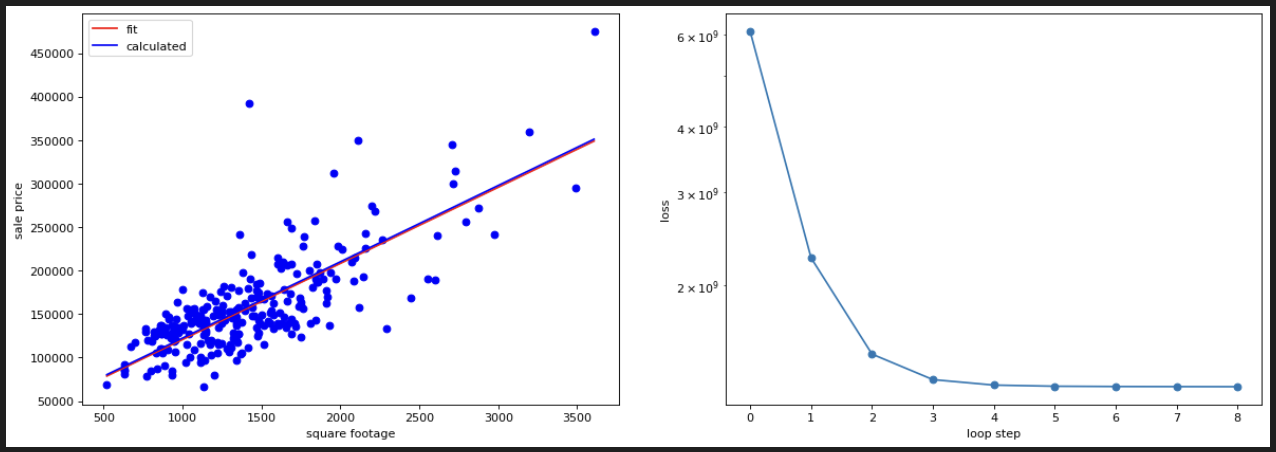 fit
calculated
450000
400000
350000
300000
250000
200000
150000
100000
50000
sale price
500 1000 1500 2000 2500 3000 3500
square footage
6 × 10⁹
4 × 10⁹
3 × 10⁹
2 × 10⁹
loss
0 1 2 3 4 5 6 7 8
loop step